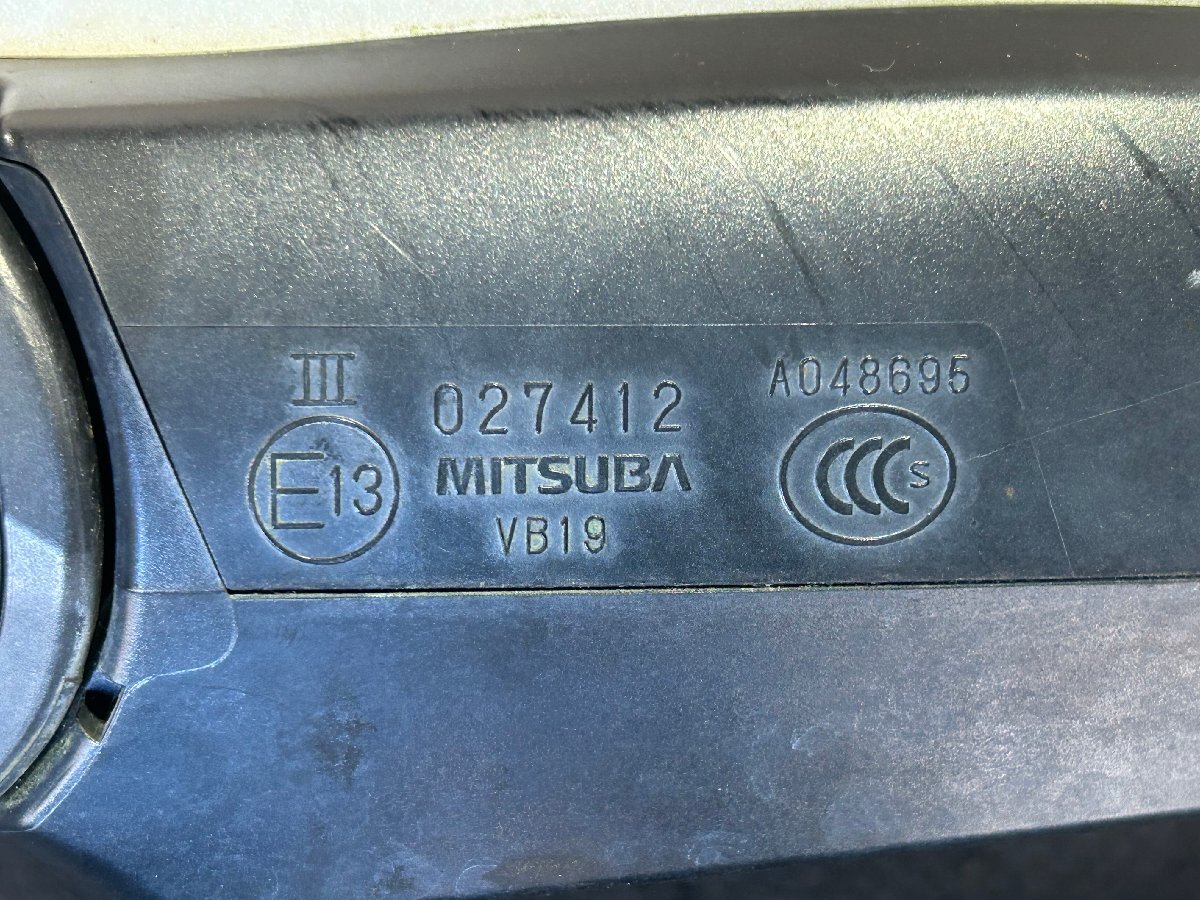 III
E13
027412
MITSUBA
VB19
A048695
CCC S